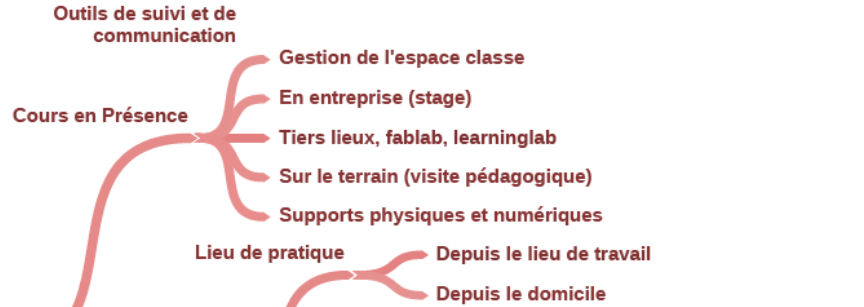 Outils de suivi et de
communication
Gestion de l'espace classe
En entreprise (stage)
Cours en Présence
Tiers lieux, fablab, learninglab
Sur le terrain (visite pédagogique)
Supports physiques et numériques
Lieu de pratique
Depuis le lieu de travail
Depuis le domicile